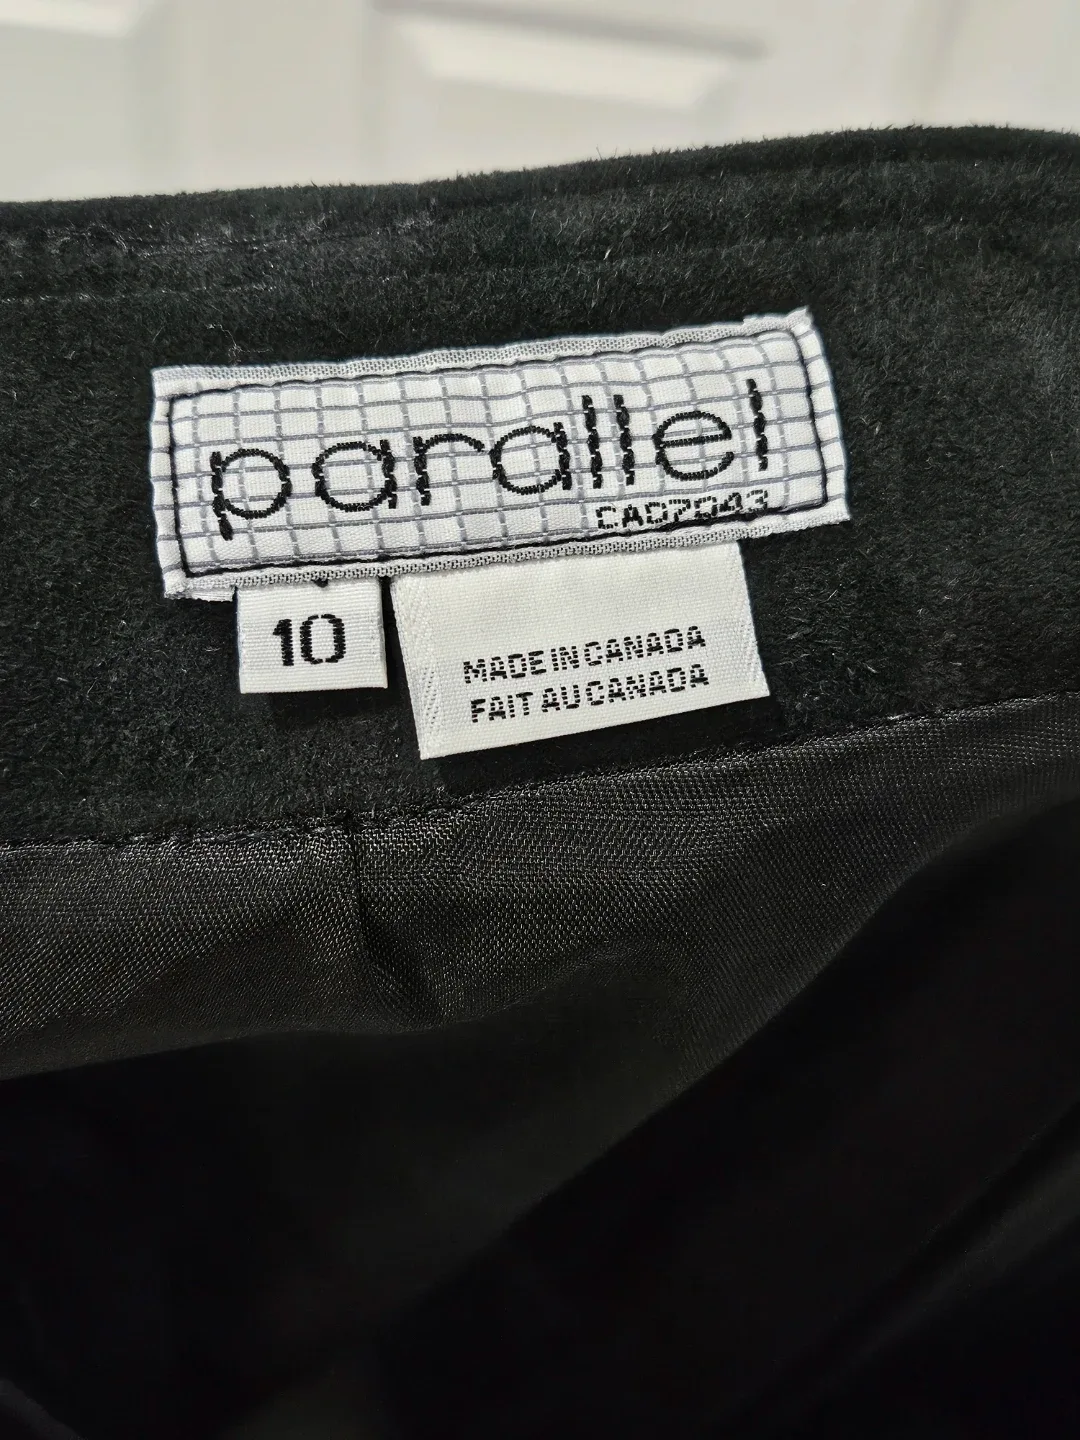 parallel
CA07043
10
MADE IN CANADA
FAIT AU CANADA